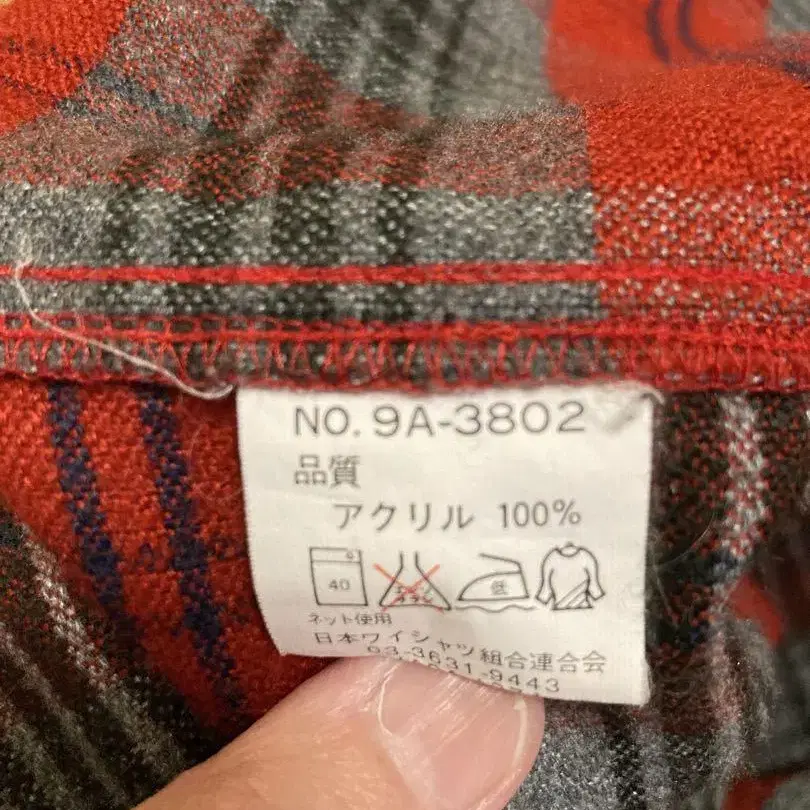 NO. 9A-3802
品質
アクリル 100%
40
低
ネット使用
日本ワイシャツ組合連合会
03-3631-9443